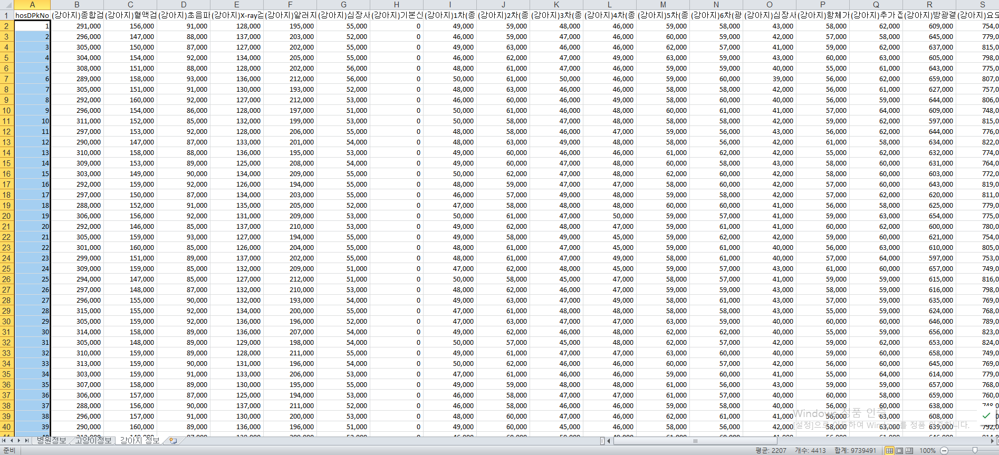 A B C D E F G H I J K L M N O P Q R S
1 hosDPkNo (강아지)종합검 (강아지)혈액검 (강아지)초음파 (강아지)X-ray검 (강아지)알러지 (강아지)심장사 (강아지)기본신 (강아지)1차(종 (강아지)2차(종 (강아지)3차(종 (강아지)4차(종 (강아지)5차(종 (강아지)6차(광 (강아지)심장사 (강아지)항체가 (강아지)추가 접 (강아지)방광결 (강아지)요도
2 1 291,000 156,000 91,000 128,000 195,000 55,000 0 49,000 59,000 48,000 46,000 59,000 58,000 43,000 58,000 62,000 609,000 754,0
3 2 296,000 147,000 88,000 137,000 203,000 52,000 0 46,000 59,000 47,000 46,000 60,000 59,000 42,000 57,000 58,000 645,000 779,0
4 3 305,000 150,000 87,000 127,000 202,000 55,000 0 49,000 63,000 46,000 46,000 62,000 57,000 41,000 59,000 62,000 637,000 815,0
5 4 304,000 154,000 92,000 134,000 205,000 55,000 0 46,000 62,000 47,000 49,000 63,000 59,000 43,000 60,000 63,000 605,000 798,0
6 5 308,000 151,000 88,000 128,000 202,000 56,000 0 48,000 61,000 47,000 46,000 59,000 59,000 40,000 55,000 61,000 643,000 775,0
7 6 289,000 158,000 93,000 136,000 212,000 56,000 0 50,000 61,000 50,000 46,000 59,000 60,000 39,000 56,000 62,000 659,000 807,0
8 7 305,000 151,000 91,000 130,000 193,000 52,000 0 48,000 63,000 46,000 46,000 58,000 58,000 42,000 56,000 61,000 627,000 757,0
9 8 292,000 160,000 92,000 127,000 212,000 53,000 0 46,000 60,000 46,000 49,000 58,000 60,000 40,000 56,000 59,000 644,000 806,0
10 9 296,000 154,000 86,000 128,000 197,000 51,000 0 50,000 61,000 46,000 48,000 60,000 61,000 41,000 57,000 64,000 609,000 748,0
11 10 311,000 152,000 85,000 132,000 199,000 53,000 0 50,000 58,000 47,000 48,000 58,000 58,000 42,000 59,000 62,000 597,000 815,0
12 11 297,000 153,000 92,000 128,000 206,000 55,000 0 48,000 58,000 46,000 47,000 59,000 56,000 43,000 56,000 62,000 644,000 776,0
13 12 290,000 147,000 87,000 133,000 201,000 54,000 0 48,000 63,000 49,000 48,000 58,000 56,000 42,000 61,000 58,000 634,000 822,0
14 13 310,000 158,000 88,000 136,000 195,000 53,000 0 49,000 60,000 46,000 46,000 61,000 62,000 42,000 55,000 62,000 632,000 774,0
15 14 309,000 153,000 89,000 125,000 208,000 54,000 0 49,000 60,000 47,000 48,000 60,000 58,000 43,000 58,000 60,000 631,000 764,0
16 15 303,000 149,000 90,000 134,000 209,000 55,000 0 50,000 62,000 47,000 48,000 62,000 60,000 42,000 58,000 60,000 603,000 772,0
17 16 292,000 159,000 92,000 126,000 194,000 55,000 0 48,000 59,000 47,000 47,000 58,000 60,000 42,000 57,000 60,000 643,000 819,0
18 17 297,000 150,000 87,000 134,000 203,000 55,000 0 46,000 57,000 49,000 48,000 59,000 58,000 42,000 57,000 62,000 620,000 811,0
19 18 288,000 152,000 91,000 135,000 205,000 52,000 0 47,000 58,000 48,000 48,000 60,000 60,000 41,000 56,000 58,000 625,000 779,0
20 19 306,000 156,000 92,000 131,000 209,000 53,000 0 50,000 61,000 47,000 50,000 59,000 57,000 41,000 59,000 63,000 654,000 775,0
21 20 292,000 146,000 85,000 137,000 210,000 53,000 0 49,000 62,000 48,000 47,000 59,000 61,000 41,000 60,000 62,000 600,000 780,0
22 21 305,000 159,000 93,000 127,000 194,000 55,000 0 49,000 58,000 49,000 45,000 59,000 62,000 42,000 59,000 60,000 621,000 754,0
23 22 301,000 160,000 85,000 126,000 204,000 55,000 0 48,000 61,000 47,000 46,000 59,000 61,000 40,000 56,000 63,000 610,000 805,0
24 23 299,000 151,000 89,000 137,000 202,000 55,000 0 48,000 61,000 47,000 49,000 58,000 61,000 40,000 57,000 64,000 597,000 753,0
25 24 309,000 159,000 85,000 132,000 209,000 51,000 0 47,000 62,000 48,000 45,000 59,000 57,000 43,000 61,000 60,000 657,000 749,0
26 25 294,000 147,000 85,000 127,000 212,000 51,000 0 50,000 58,000 45,000 47,000 58,000 57,000 41,000 59,000 59,000 615,000 816,0
27 26 297,000 148,000 87,000 132,000 210,000 53,000 0 48,000 62,000 46,000 47,000 59,000 59,000 43,000 58,000 59,000 616,000 798,0
28 27 296,000 155,000 90,000 132,000 193,000 55,000 0 49,000 63,000 47,000 49,000 58,000 61,000 43,000 57,000 59,000 635,000 769,0
29 28 315,000 155,000 92,000 134,000 200,000 55,000 0 47,000 61,000 48,000 48,000 58,000 58,000 43,000 55,000 59,000 624,000 768,0
30 29 305,000 159,000 92,000 136,000 196,000 52,000 0 47,000 63,000 47,000 47,000 63,000 59,000 40,000 60,000 60,000 646,000 789,0
31 30 314,000 158,000 89,000 136,000 207,000 54,000 0 49,000 62,000 46,000 48,000 62,000 62,000 40,000 55,000 59,000 656,000 823,0
32 31 305,000 148,000 89,000 129,000 198,000 54,000 0 50,000 57,000 45,000 48,000 62,000 57,000 42,000 59,000 62,000 653,000 824,0
33 32 310,000 159,000 89,000 128,000 211,000 55,000 0 49,000 61,000 47,000 47,000 63,000 60,000 40,000 59,000 60,000 658,000 749,0
34 33 313,000 159,000 90,000 131,000 196,000 54,000 0 50,000 62,000 46,000 46,000 60,000 57,000 42,000 56,000 60,000 645,000 769,0
35 34 303,000 159,000 91,000 133,000 206,000 53,000 0 47,000 61,000 46,000 46,000 59,000 60,000 41,000 55,000 64,000 614,000 779,0
36 35 307,000 158,000 89,000 130,000 195,000 55,000 0 49,000 59,000 48,000 48,000 61,000 56,000 43,000 59,000 59,000 657,000 768,0
37 36 306,000 157,000 87,000 125,000 194,000 53,000 0 46,000 58,000 47,000 47,000 61,000 57,000 40,000 60,000 58,000 659,000 760,0
38 37 288,000 156,000 90,000 137,000 211,000 52,000 0 46,000 58,000 46,000 46,000 59,000 58,000 40,000 56,000 60,000 638,000
39 38 296,000 157,000 91,000 130,000 200,000 53,000 0 48,000 60,000 46,000 47,000 62,000 61,000 41,000 56,000 63,000 608,000
40 39 290,000 160,000 89,000 136,000 196,000 51,000 0 49,000 60,000 45,000 46,000 58,000 56,000 42,000 58,000 63,000 639,000 792,0
Windows 정품 인증
[설정]으로 이동하여 Windows를 정품 인증합니다.
병원정보 고양이정보 강아지 정보
준비 평균: 2207 개수: 4413 합계: 9739491 100%